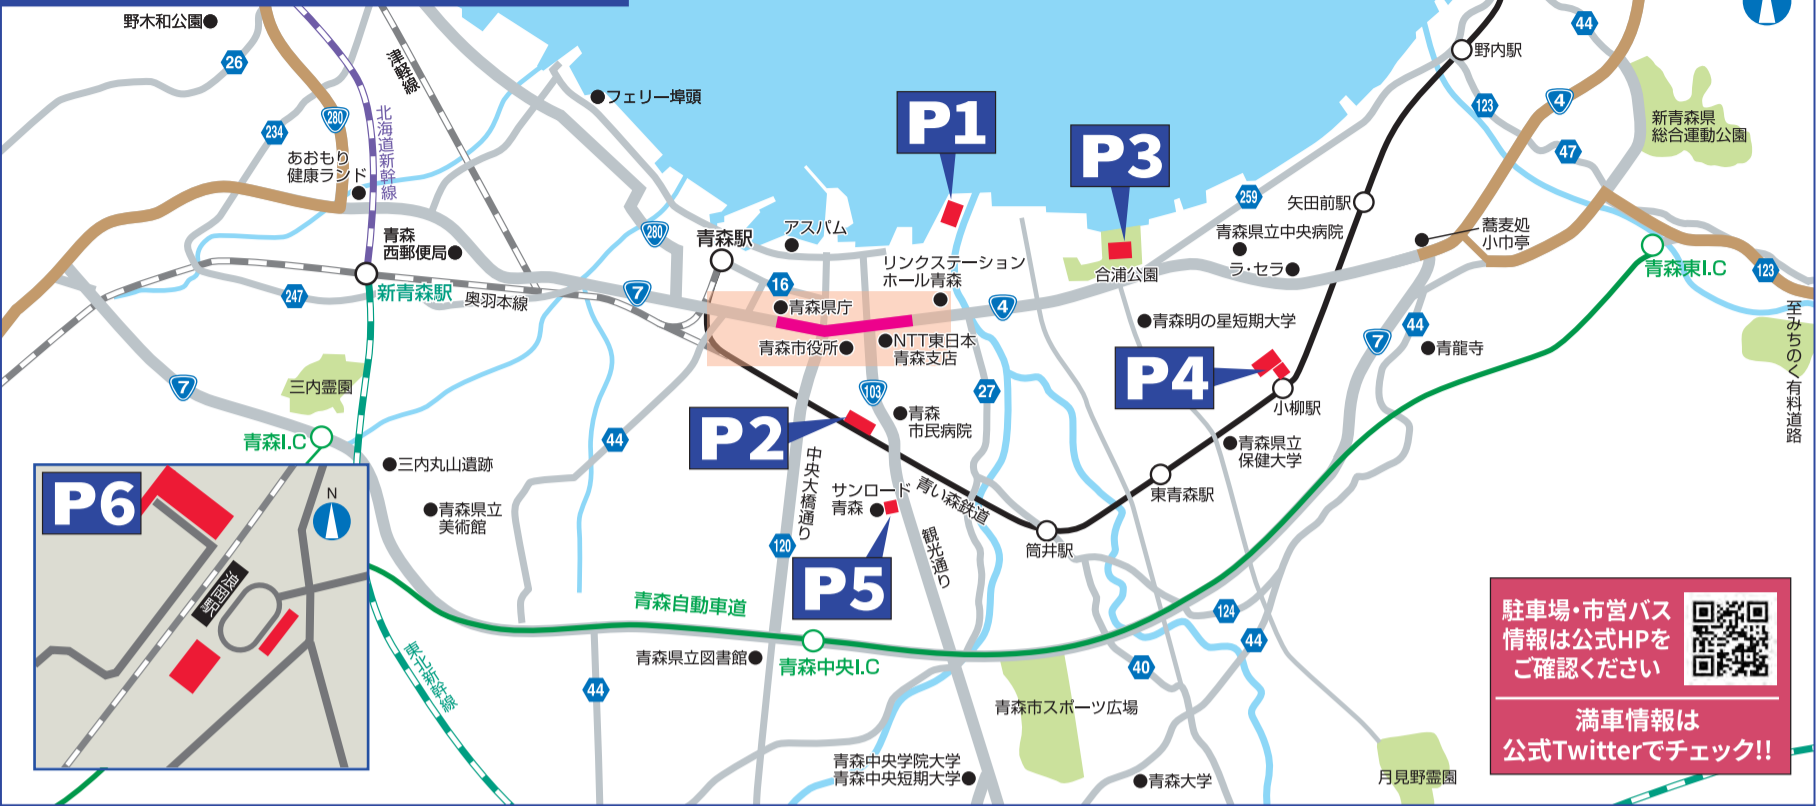 野木和公園
26
津軽線
280
北海道新幹線
234
あおもり
健康ランド
フェリー埠頭
P1
P3
44
野内駅
123
4
47
新青森県
総合運動公園
259
矢田前駅
蕎麦処
小巾亭
青森東I.C
123
至みちのく有料道路
青森
西郵便局
新青森駅
247
奥羽本線
280
7
青森駅
アスパム
16
リンクステーション
ホール青森
青森県庁
青森市役所
NTT東日本
青森支店
4
合浦公園
青森県立中央病院
ラ・セラ
青森明の星短期大学
7
44
青龍寺
P4
小柳駅
7
三内霊園
青森I.C
三内丸山遺跡
青森県立
美術館
44
P2
103
27
青森
市民病院
中央大橋通り
サンロード
青森
青い森鉄道
観光通り
120
P5
筒井駅
東青森駅
青森県立
保健大学
P6
N
浪岡駅
青森自動車道
東北新幹線
青森県立図書館
青森中央I.C
44
124
44
40
青森市スポーツ広場
青森中央学院大学
青森中央短期大学
青森大学
月見野霊園
駐車場・市営バス
情報は公式HPを
ご確認ください
満車情報は
公式Twitterでチェック!!